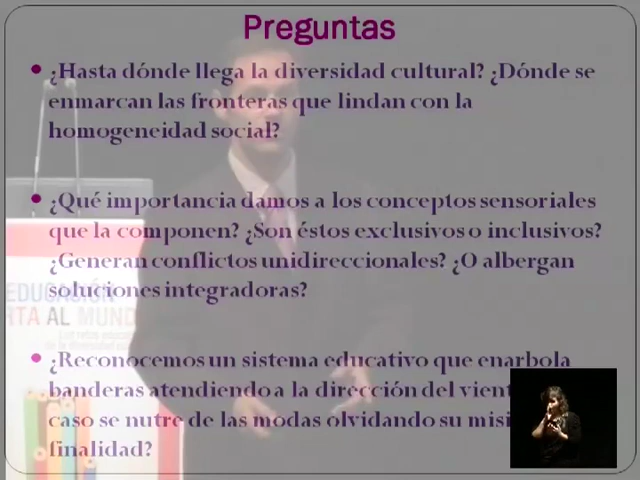 Preguntas
• ¿Hasta dónde llega la diversidad cultural? ¿Dónde se
enmarcan las fronteras que lindan con la
homogeneidad social?
• ¿Qué importancia damos a los conceptos sensoriales
que la componen? ¿Son éstos exclusivos o inclusivos?
¿Generan conflictos unidireccionales? ¿O albergan
soluciones integradoras?
EDUCACIÓN
RTA AL MUND
• ¿Reconocemos un sistema educativo que enarbola
banderas atendiendo a la dirección del vient
caso se nutre de las modas olvidando su misi
finalidad?